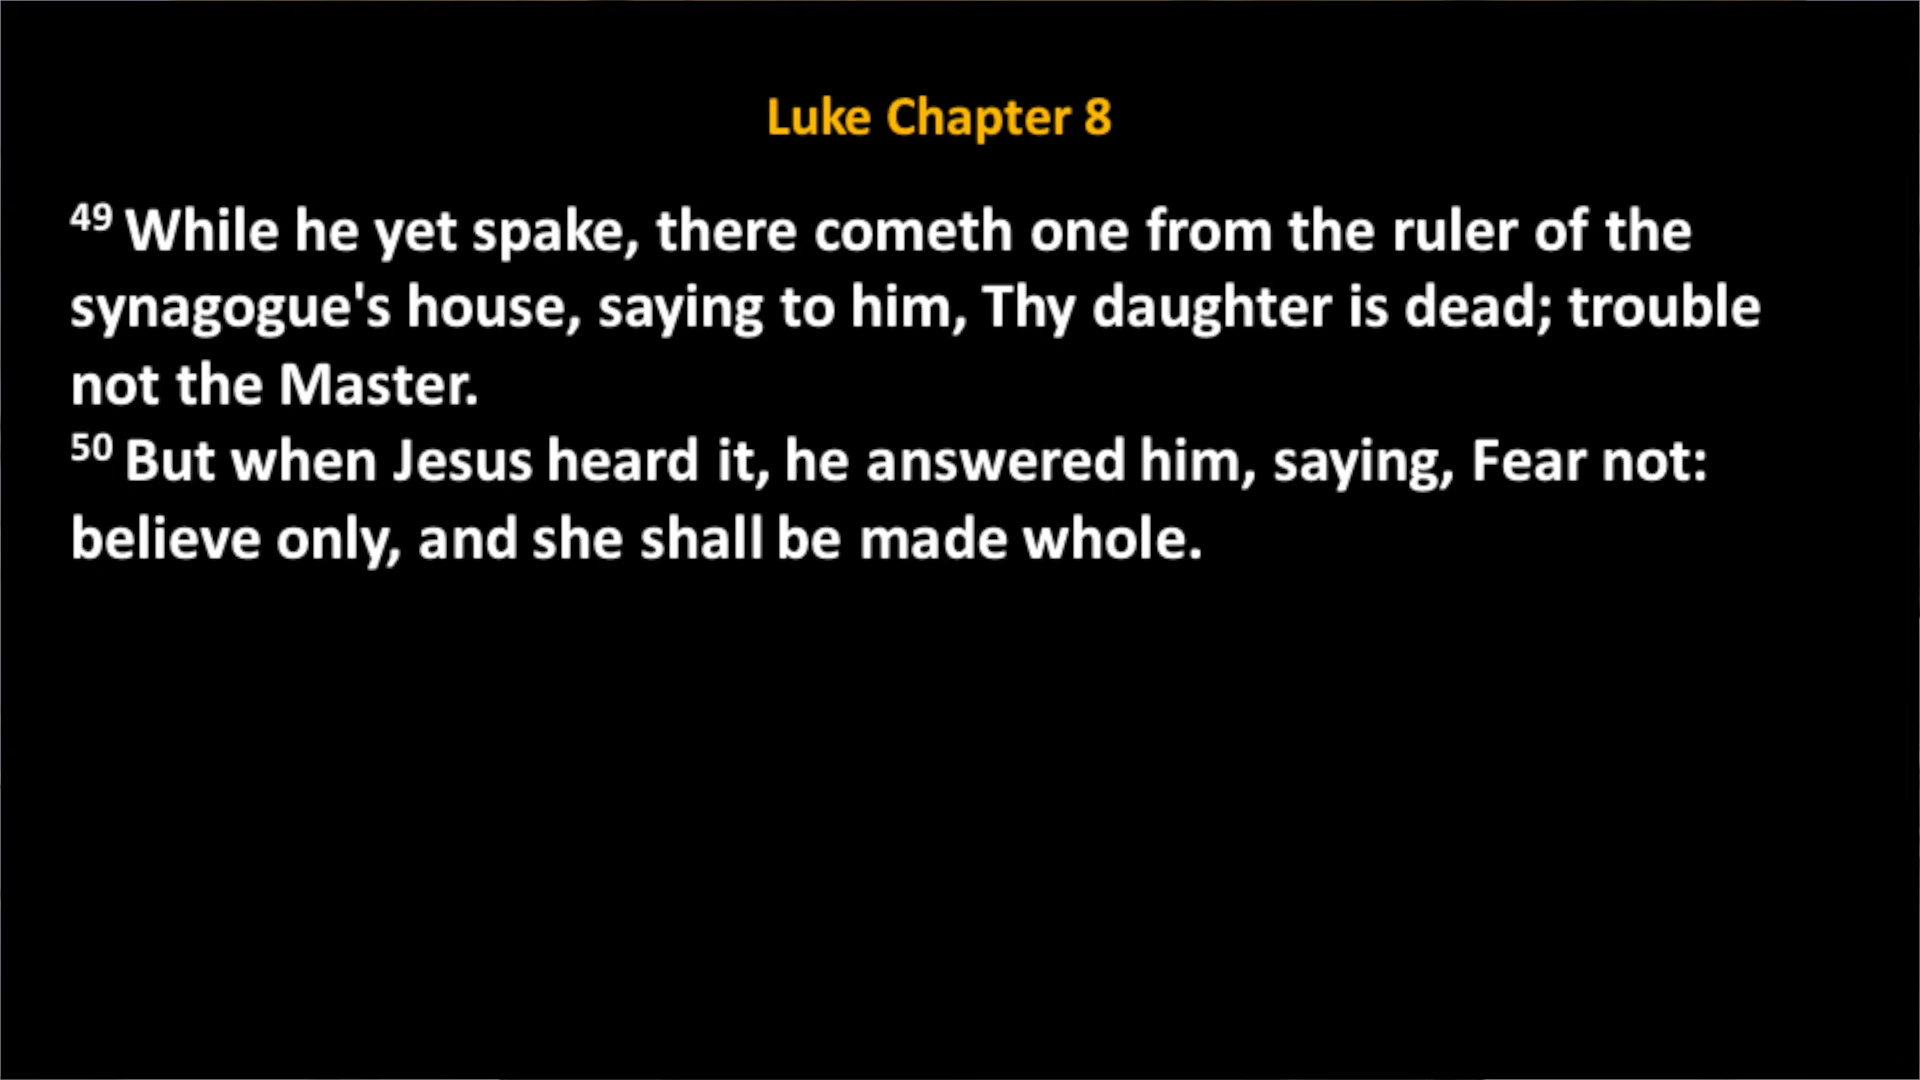 Luke Chapter 8
49 While he yet spake, there cometh one from the ruler of the
synagogue's house, saying to him, Thy daughter is dead; trouble
not the Master.
50 But when Jesus heard it, he answered him, saying, Fear not:
believe only, and she shall be made whole.